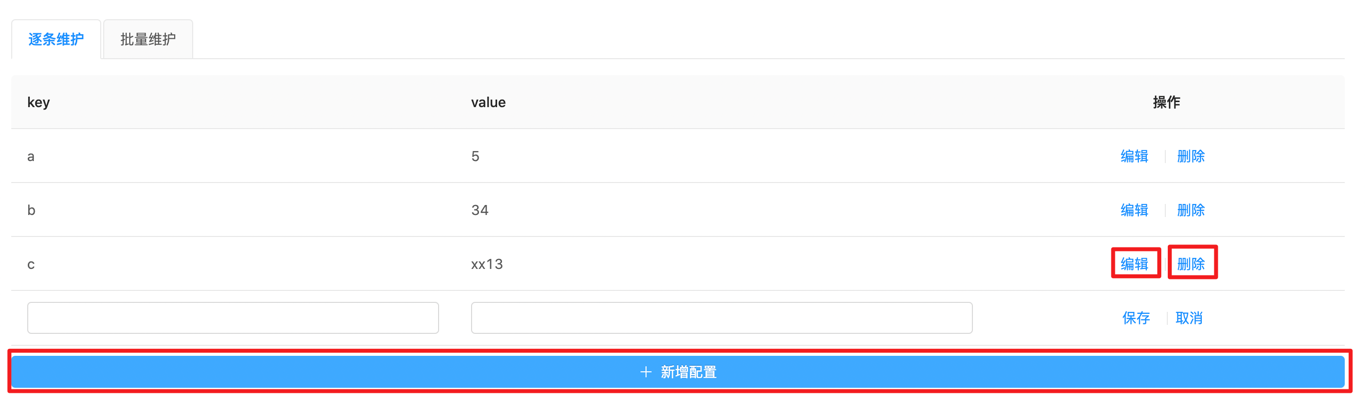 逐条维护 批量维护
key value 操作
a 5 编辑 删除
b 34 编辑 删除
c xx13 编辑 删除
保存 取消
+ 新增配置